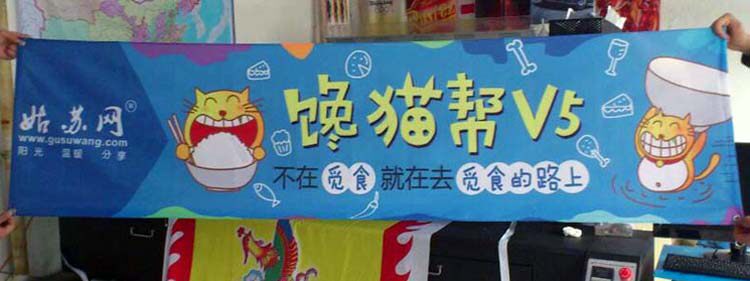 姑苏网®
www.gusuwang.com
阳光 温暖 分享
馋猫帮V5
不在觅食就在去觅食的路上